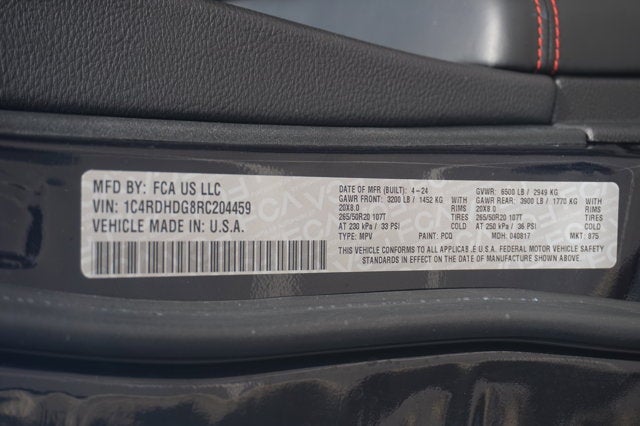 MFD BY: FCA US LLC
VIN: 1C4RDHDG8RC204459
VEHICLE MADE IN: U.S.A.
DATE OF MFR (BUILT): 4-24 GVWR: 6500 LB / 2949 KG
GAWR FRONT: 3200 LB / 1452 KG WITH TIRES RIMS AT GAWR REAR: 3900 LB / 1770 KG WITH TIRES RIMS AT
20X8.0 20X8.0
265/50R20 107T 265/50R20 107T
AT 230 kPa / 33 PSI COLD AT 250 kPa / 36 PSI COLD
TYPE: MPV PAINT: PCQ MDH: 040817 MKT: 875
THIS VEHICLE CONFORMS TO ALL APPLICABLE U.S.A. FEDERAL MOTOR VEHICLE SAFETY
STANDARDS IN EFFECT ON THE DATE OF MANUFACTURE SHOWN ABOVE.